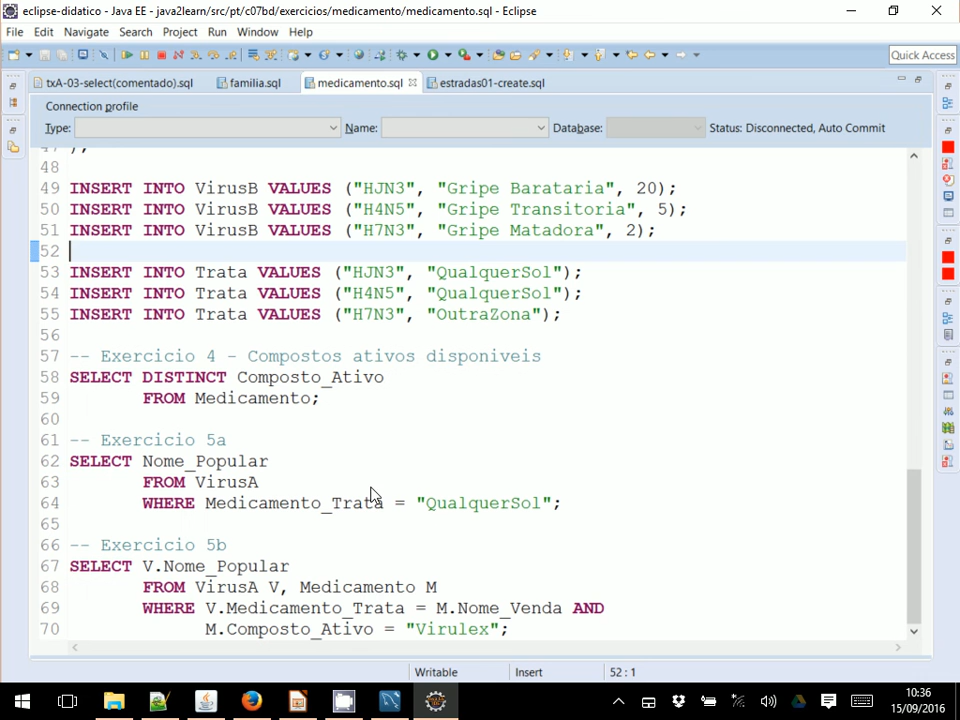 eclipse-didatico - Java EE - java2learn/src/pt/c07bd/exercicios/medicamento/medicamento.sql - Eclipse
File Edit Navigate Search Project Run Window Help
Quick Access
txA-03-select(comentado).sql familia.sql medicamento.sql estradas01-create.sql
Connection profile
Type: Name: Database: Status: Disconnected, Auto Commit
47 );
48
49 INSERT INTO VirusB VALUES ("HJN3", "Gripe Barataria", 20);
50 INSERT INTO VirusB VALUES ("H4N5", "Gripe Transitoria", 5);
51 INSERT INTO VirusB VALUES ("H7N3", "Gripe Matadora", 2);
52
53 INSERT INTO Trata VALUES ("HJN3", "QualquerSol");
54 INSERT INTO Trata VALUES ("H4N5", "QualquerSol");
55 INSERT INTO Trata VALUES ("H7N3", "OutraZona");
56
57 -- Exercicio 4 - Compostos ativos disponiveis
58 SELECT DISTINCT Composto_Ativo
59 FROM Medicamento;
60
61 -- Exercicio 5a
62 SELECT Nome_Popular
63 FROM VirusA
64 WHERE Medicamento_Trata = "QualquerSol";
65
66 -- Exercicio 5b
67 SELECT V.Nome_Popular
68 FROM VirusA V, Medicamento M
69 WHERE V.Medicamento_Trata = M.Nome_Venda AND
70 M.Composto_Ativo = "Virulex";
Writable Insert 52 : 1
10:36
15/09/2016